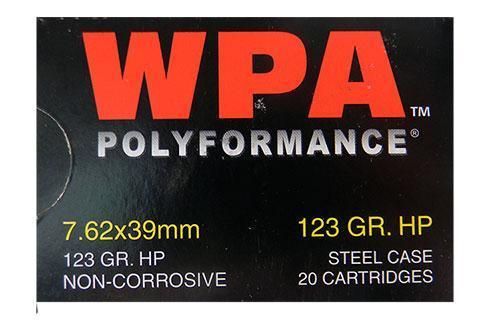 WPA™
POLYFORMANCE®
7.62x39mm 123 GR. HP
123 GR. HP STEEL CASE
NON-CORROSIVE 20 CARTRIDGES